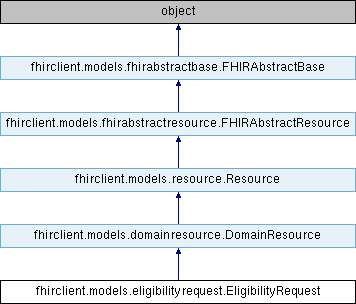 object
fhirclient.models.fhirabstractbase.FHIRAbstractBase
fhirclient.models.fhirabstractresource.FHIRAbstractResource
fhirclient.models.resource.Resource
fhirclient.models.domainresource.DomainResource
fhirclient.models.eligibilityrequest.EligibilityRequest